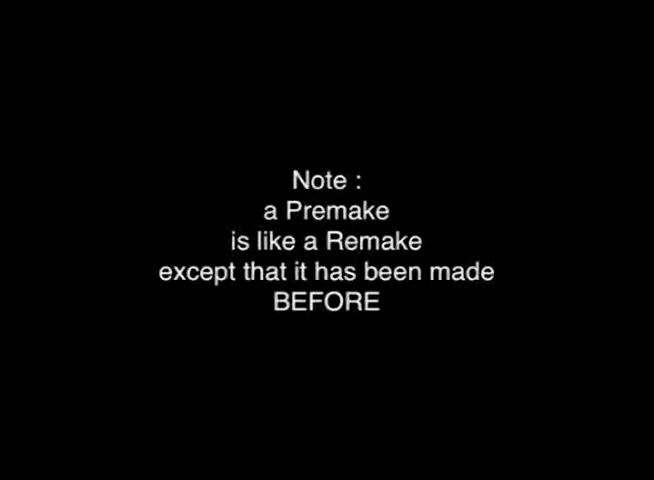 Note :
a Premake
is like a Remake
except that it has been made
BEFORE